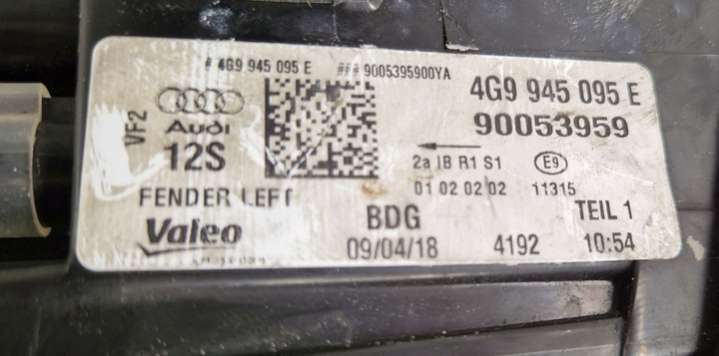 # 4G9 945 095 E ### 9005395900YA
4G9 945 095 E
90053959
VF2
Audi
12S
2a IB R1 S1 E9
01 02 02 02 11315
FENDER LEFT
BDG
TEIL 1
Valeo
09/04/18 4192 10:54